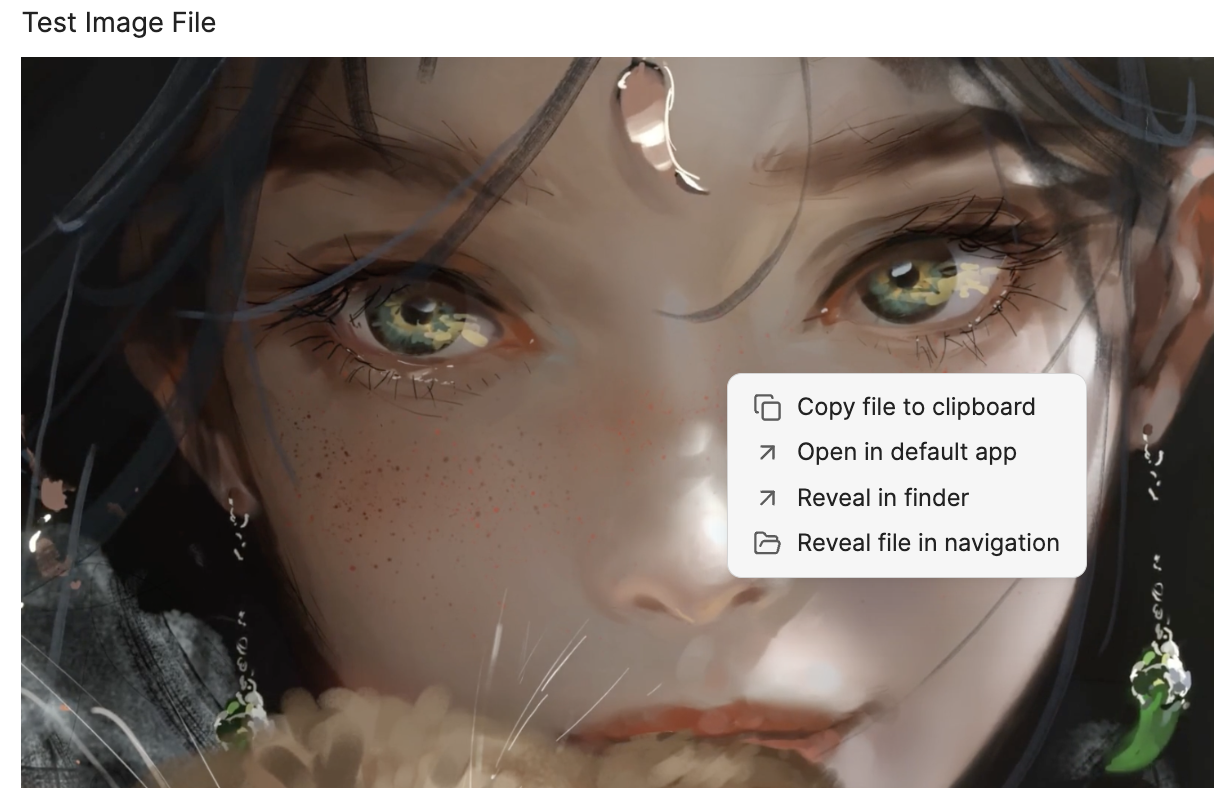 Test Image File
Copy file to clipboard
Open in default app
Reveal in finder
Reveal file in navigation